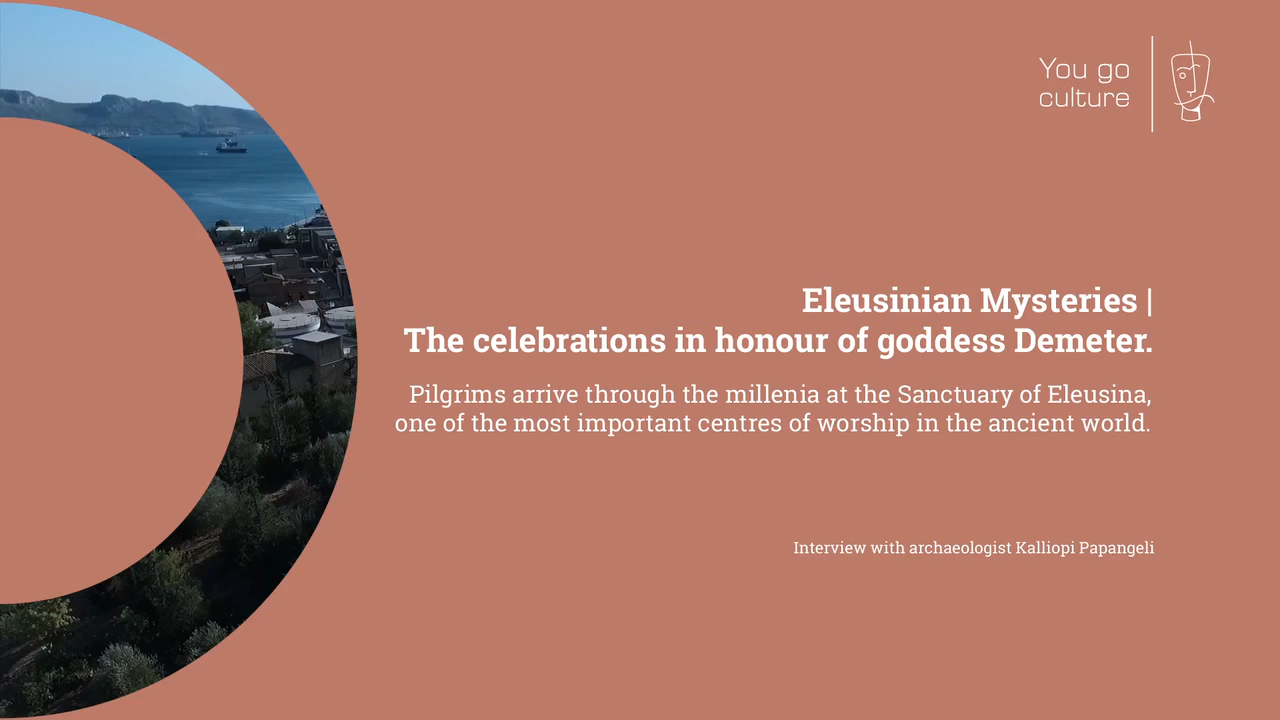 You go
culture
Eleusinian Mysteries |
The celebrations in honour of goddess Demeter.
Pilgrims arrive through the millenia at the Sanctuary of Eleusina,
one of the most important centres of worship in the ancient world.
Interview with archaeologist Kalliopi Papangeli